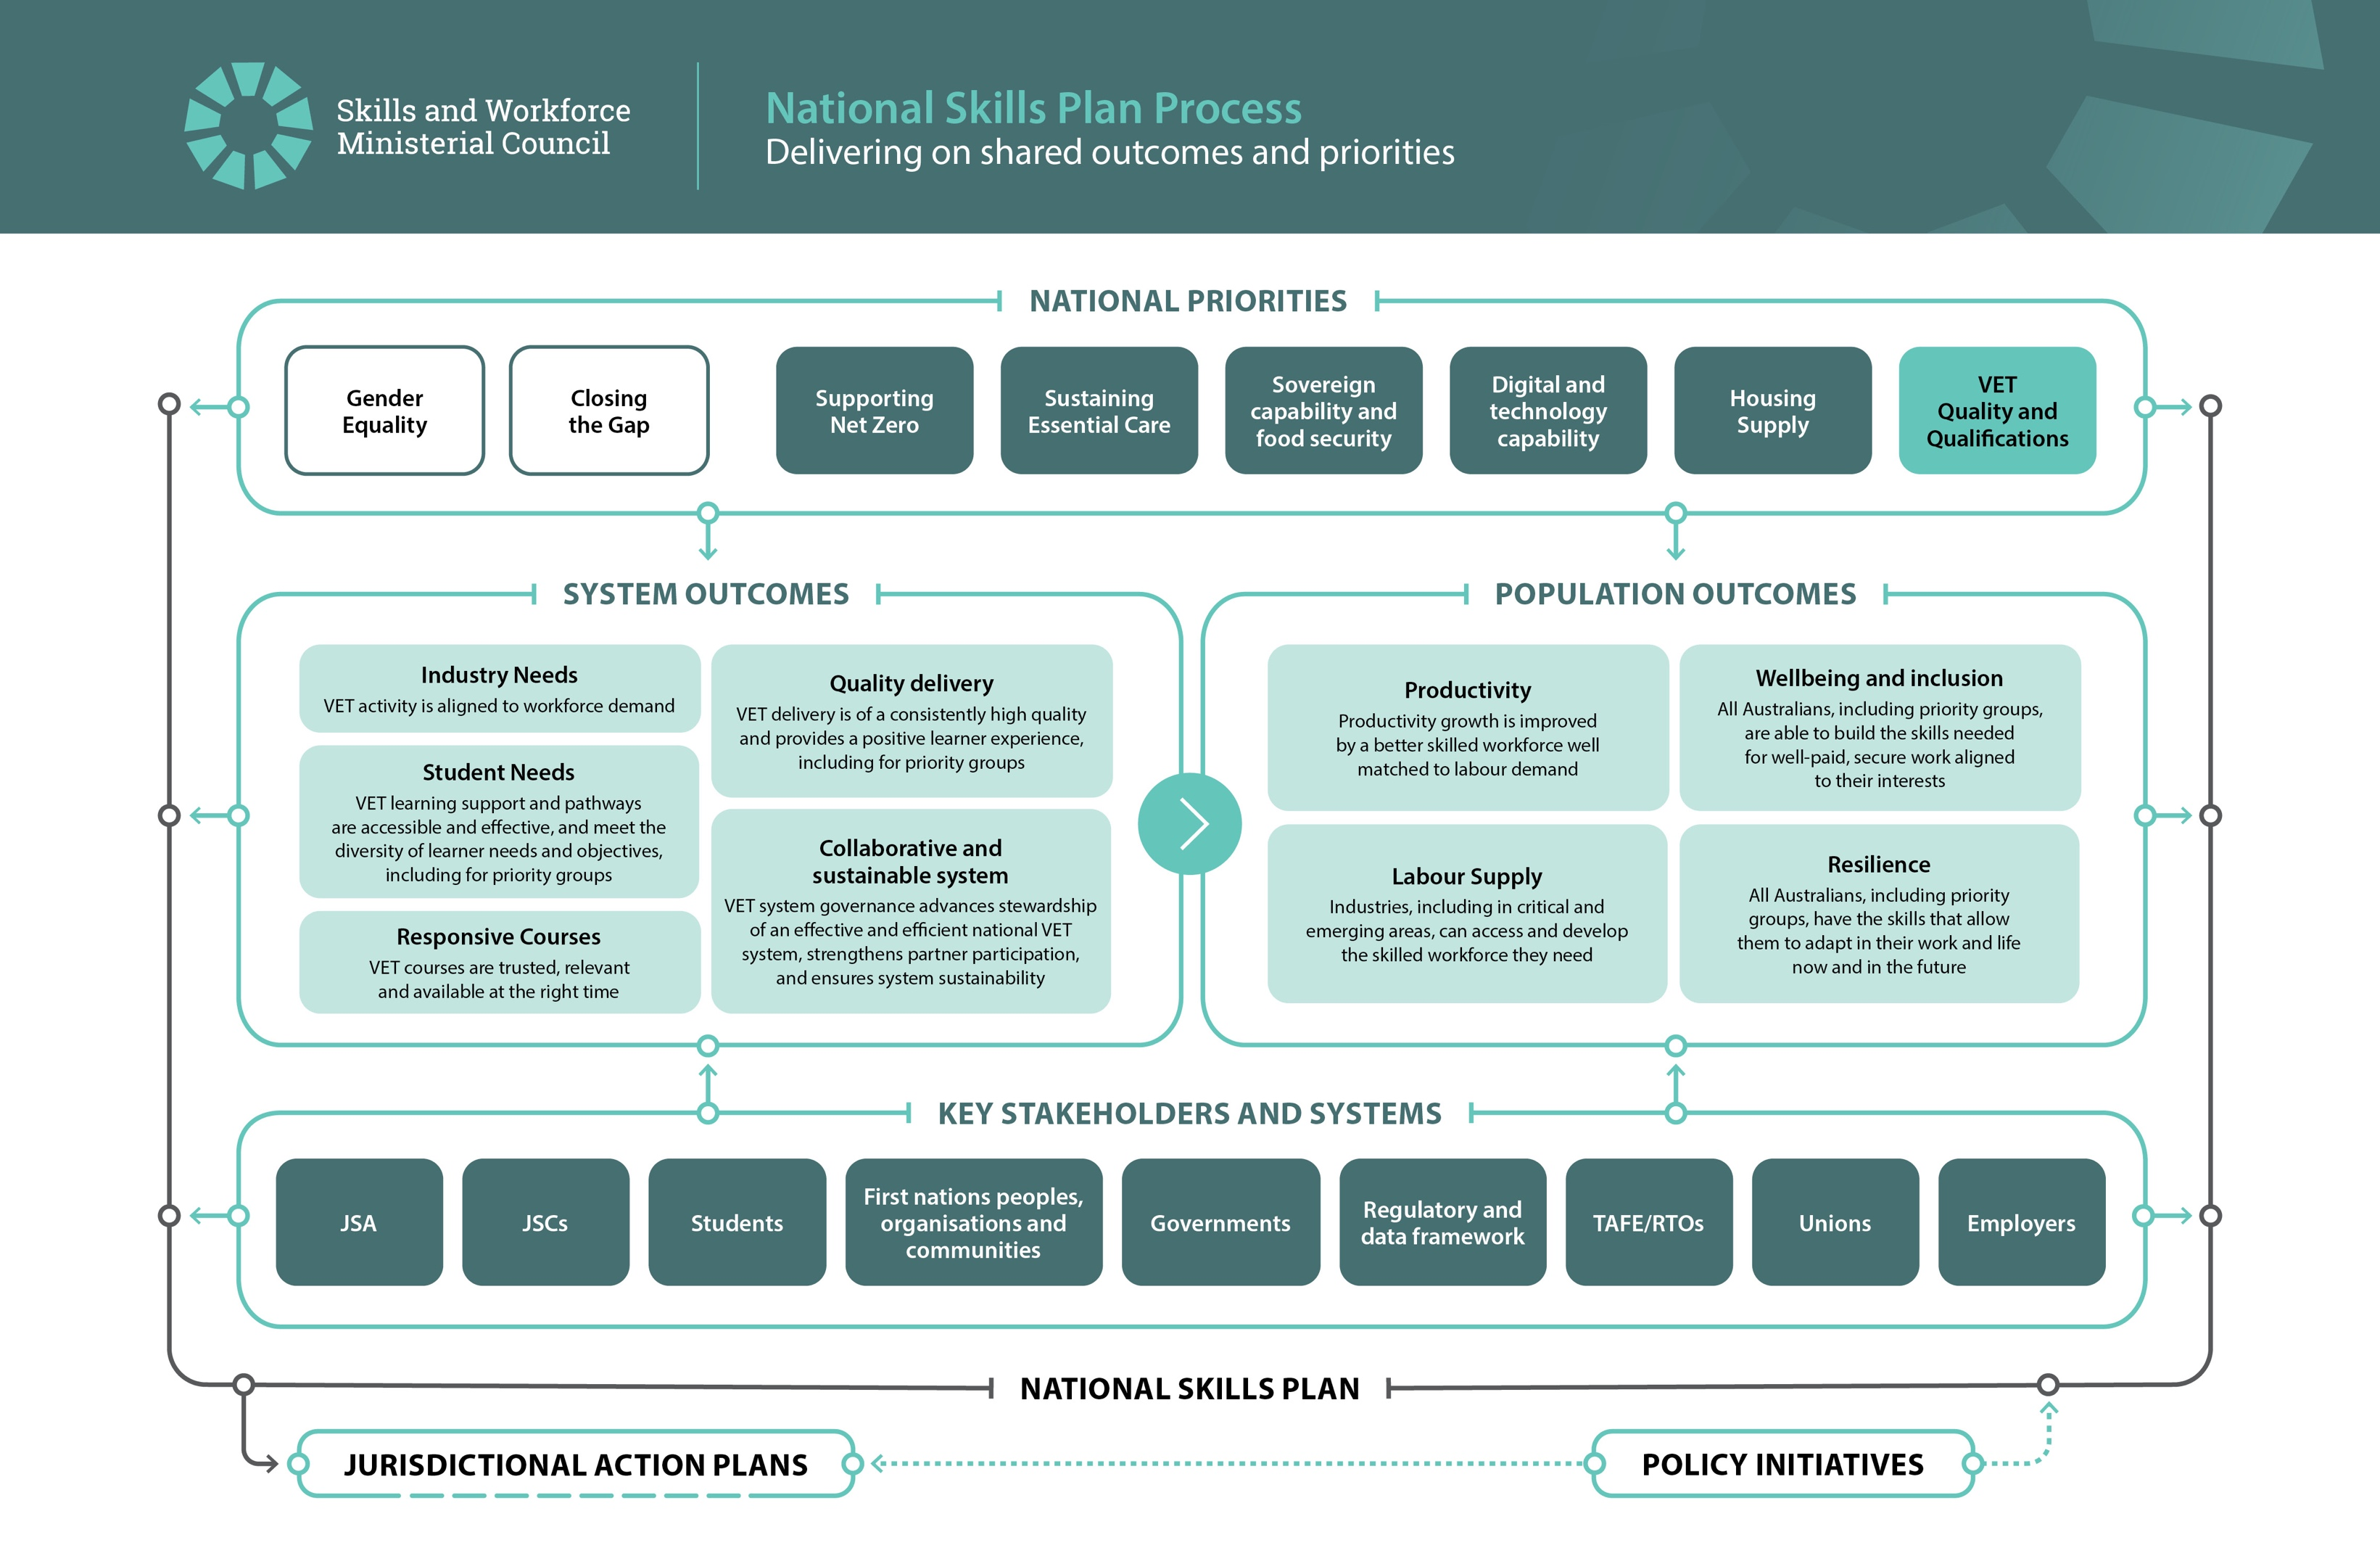 Skills and Workforce
Ministerial Council
National Skills Plan Process
Delivering on shared outcomes and priorities
NATIONAL PRIORITIES
Gender
Equality
Closing
the Gap
Supporting
Net Zero
Sustaining
Essential Care
Sovereign
capability and
food security
Digital and
technology
capability
Housing
Supply
VET
Quality and
Qualifications
SYSTEM OUTCOMES
Industry Needs
VET activity is aligned to workforce demand
Student Needs
VET learning support and pathways
are accessible and effective, and meet the
diversity of learner needs and objectives,
including for priority groups
Responsive Courses
VET courses are trusted, relevant
and available at the right time
Quality delivery
VET delivery is of a consistently high quality
and provides a positive learner experience,
including for priority groups
Collaborative and
sustainable system
VET system governance advances stewardship
of an effective and efficient national VET
system, strengthens partner participation,
and ensures system sustainability
POPULATION OUTCOMES
Productivity
Productivity growth is improved
by a better skilled workforce well
matched to labour demand
Wellbeing and inclusion
All Australians, including priority groups,
are able to build the skills needed
for well-paid, secure work aligned
to their interests
Labour Supply
Industries, including in critical and
emerging areas, can access and develop
the skilled workforce they need
Resilience
All Australians, including priority
groups, have the skills that allow
them to adapt in their work and life
now and in the future
KEY STAKEHOLDERS AND SYSTEMS
JSA
JSCs
Students
First nations peoples,
organisations and
communities
Governments
Regulatory and
data framework
TAFE/RTOs
Unions
Employers
NATIONAL SKILLS PLAN
JURISDICTIONAL ACTION PLANS
POLICY INITIATIVES